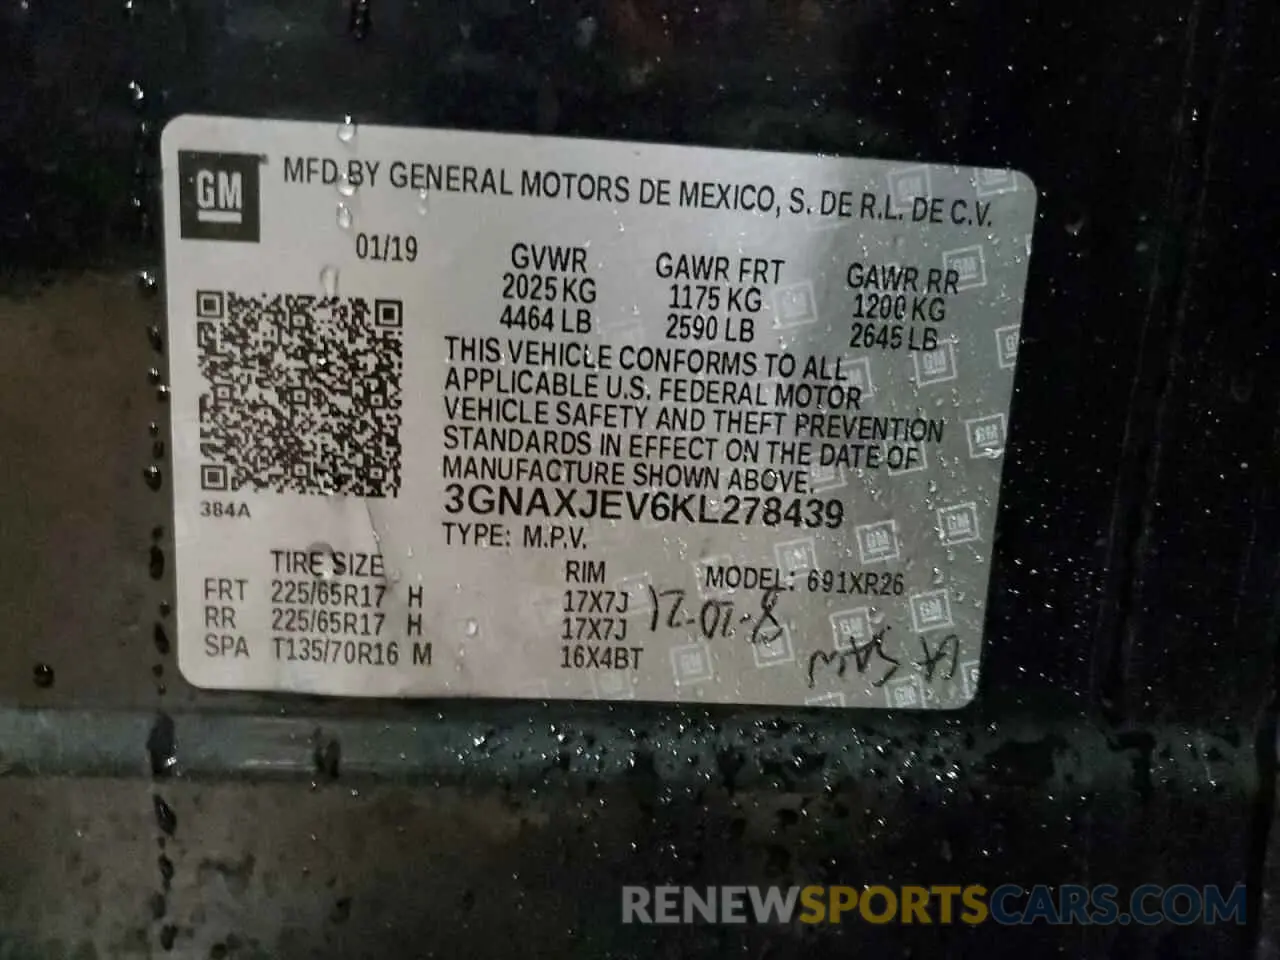 GM
MFD BY GENERAL MOTORS DE MEXICO, S. DE R.L. DE C.V.
01/19
GVWR GAWR FRT GAWR RR
2025 KG 1175 KG 1200 KG
4464 LB 2590 LB 2645 LB
THIS VEHICLE CONFORMS TO ALL
APPLICABLE U.S. FEDERAL MOTOR
VEHICLE SAFETY AND THEFT PREVENTION
STANDARDS IN EFFECT ON THE DATE OF
MANUFACTURE SHOWN ABOVE.
3GNAXJEV6KL278439
384A
TYPE: M.P.V.
TIRE SIZE RIM MODEL: 691XR26
FRT 225/65R17 H 17X7J
RR 225/65R17 H 17X7J
SPA T135/70R16 M 16X4BT
RENEWSPORTSCARS.COM